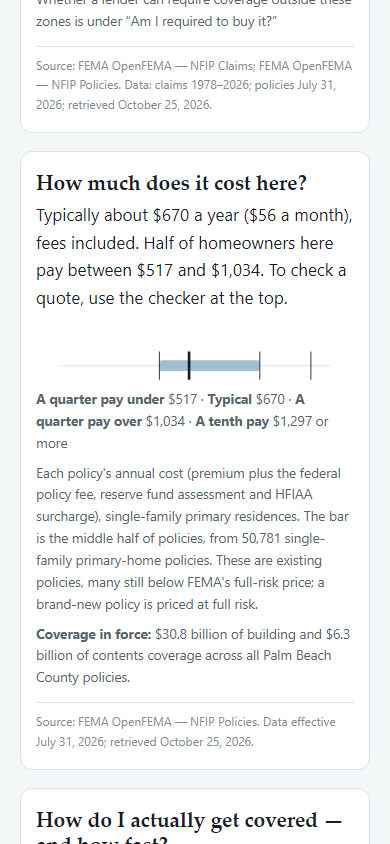 Whether a lender can require coverage outside these
zones is under “Am I required to buy it?”
Source: FEMA OpenFEMA — NFIP Claims; FEMA OpenFEMA
— NFIP Policies. Data: claims 1978–2026; policies July 31,
2026; retrieved October 25, 2026.
How much does it cost here?
Typically about $670 a year ($56 a month),
fees included. Half of homeowners here
pay between $517 and $1,034. To check a
quote, use the checker at the top.
A quarter pay under $517 · Typical $670 · A
quarter pay over $1,034 · A tenth pay $1,297 or
more
Each policy's annual cost (premium plus the federal
policy fee, reserve fund assessment and HFIAA
surcharge), single-family primary residences. The bar
is the middle half of policies, from 50,781 single-
family primary-home policies. These are existing
policies, many still below FEMA's full-risk price; a
brand-new policy is priced at full risk.
Coverage in force: $30.8 billion of building and $6.3
billion of contents coverage across all Palm Beach
County policies.
Source: FEMA OpenFEMA — NFIP Policies. Data effective
July 31, 2026; retrieved October 25, 2026.
How do I actually get covered —
and how fast?